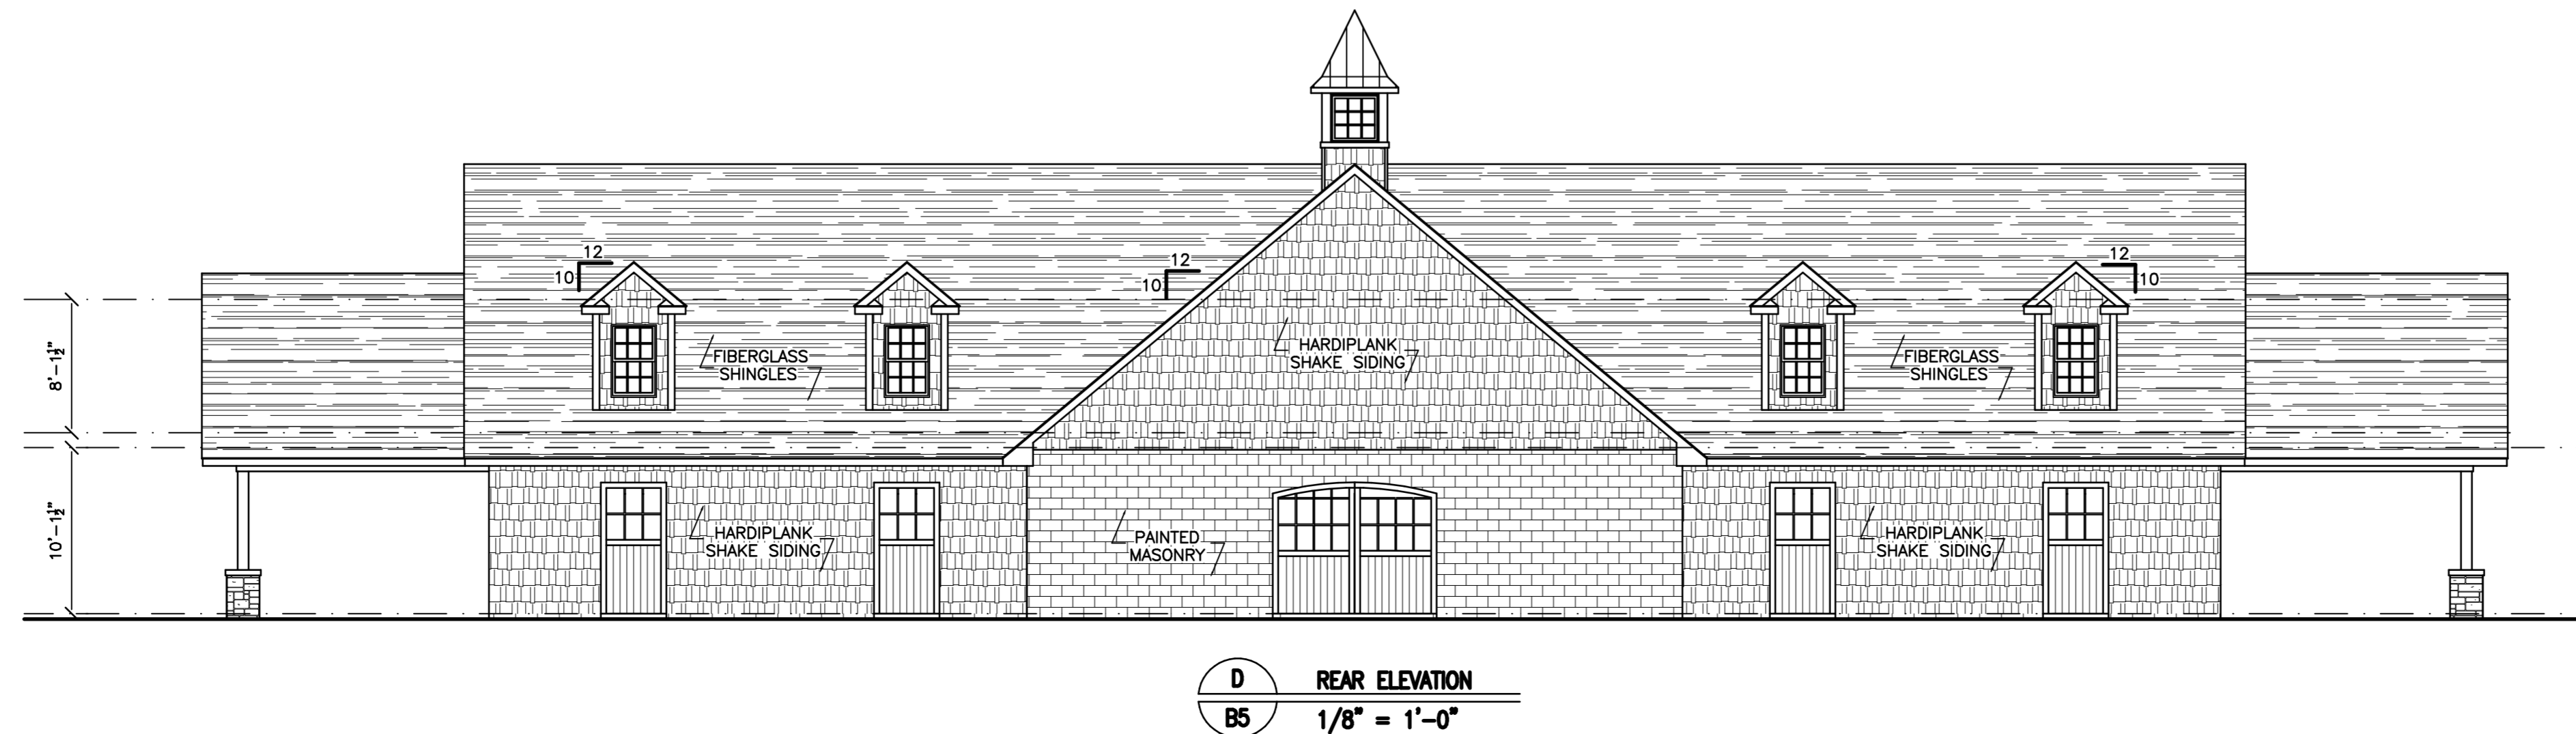 12
10
12
10
12
10
8'-1½"
FIBERGLASS
SHINGLES
HARDIPLANK
SHAKE SIDING
FIBERGLASS
SHINGLES
10'-1½"
HARDIPLANK
SHAKE SIDING
PAINTED
MASONRY
HARDIPLANK
SHAKE SIDING
D
REAR ELEVATION
B5
1/8" = 1'-0"